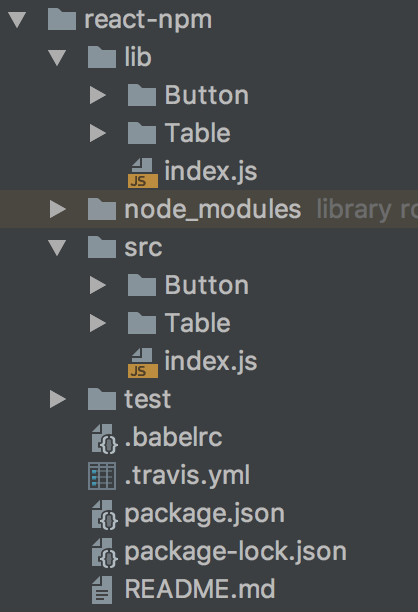 react-npm
lib
Button
Table
JS index.js
node_modules library ro
src
Button
Table
JS index.js
test
.babelrc
.travis.yml
package.json
package-lock.json
README.md